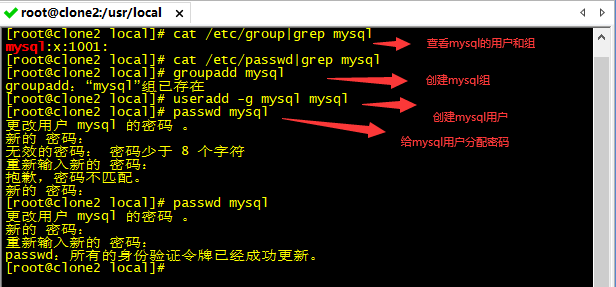 root@clone2:/usr/local
[root@clone2 local]# cat /etc/group|grep mysql
mysql:x:1001:
查看mysql的用户和组
[root@clone2 local]# cat /etc/passwd|grep mysql
[root@clone2 local]# groupadd mysql
创建mysql组
groupadd：“mysql”组已存在
[root@clone2 local]# useradd -g mysql mysql
创建mysql用户
[root@clone2 local]# passwd mysql
给mysql用户分配密码
更改用户 mysql 的密码 。
新的 密码：
无效的密码： 密码少于 8 个字符
重新输入新的 密码：
抱歉，密码不匹配。
新的 密码：
[root@clone2 local]# passwd mysql
更改用户 mysql 的密码 。
新的 密码：
重新输入新的 密码：
passwd：所有的身份验证令牌已经成功更新。
[root@clone2 local]#